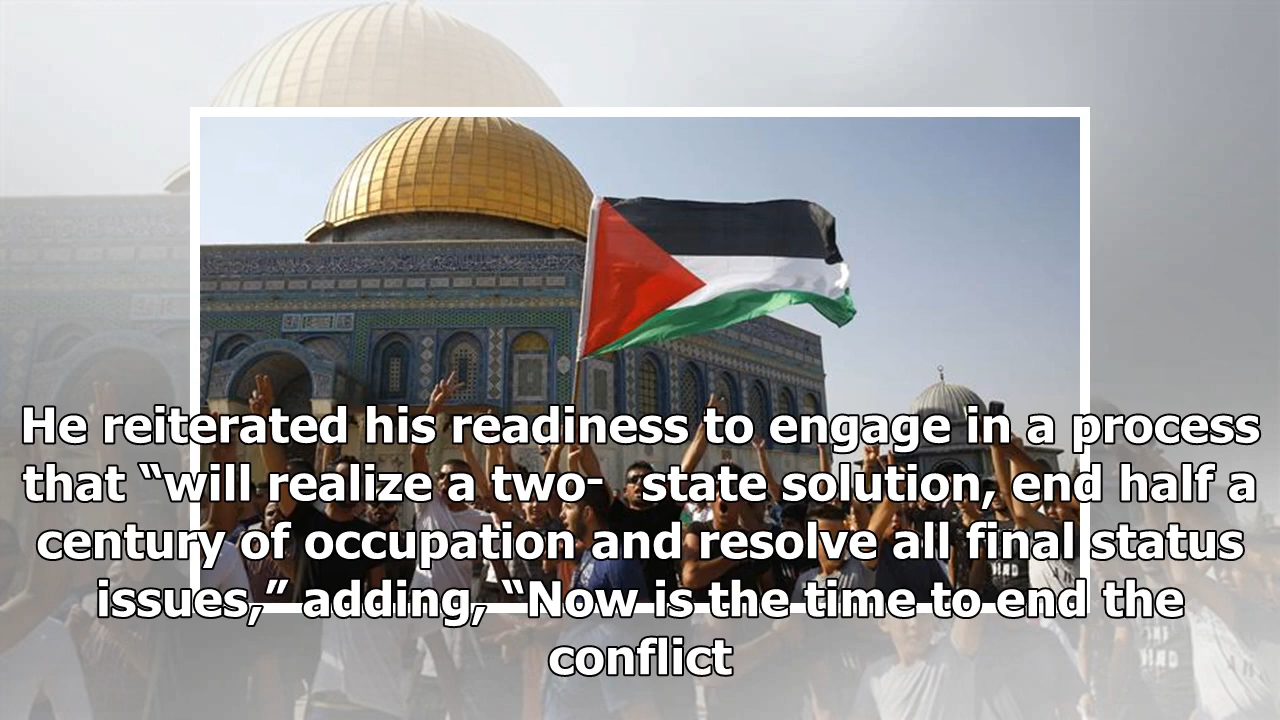 He reiterated his readiness to engage in a process
that “will realize a two-  state solution, end half a
century of occupation and resolve all final status
issues,” adding, “Now is the time to end the
conflict